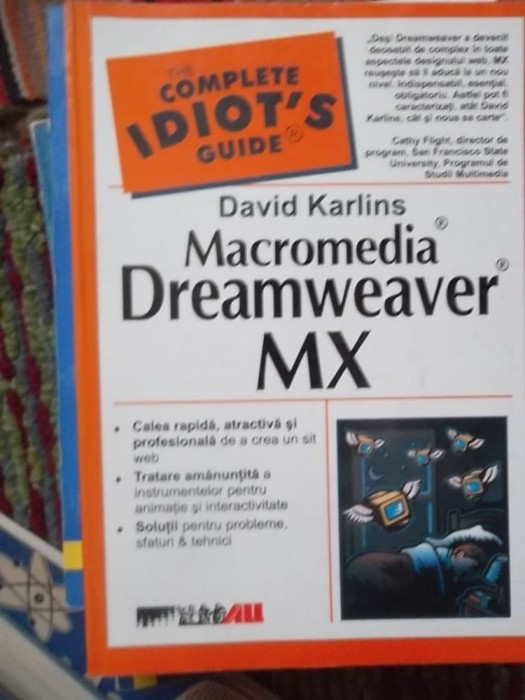 THE
COMPLETE
IDIOT'S
GUIDE®
„Deşi Dreamweaver a devenit
deosebit de complex în toate
aspectele designului web, MX
reuşeşte să îl aducă la un nou
nivel, indispensabil, esenţial,
obligatoriu. Astfel pot fi
caracterizaţi, atât David
Karlins, cât şi noua sa carte".
Cathy Flight, director de
program, San Francisco State
University, Programul de
Studii Multimedia
David Karlins
Macromedia®
Dreamweaver®
MX
• Calea rapidă, atractivă şi
profesională de a crea un sit
web
• Tratare amănunţită a
instrumentelor pentru
animaţie şi interactivitate
• Soluţii pentru probleme,
sfaturi & tehnici
ALL